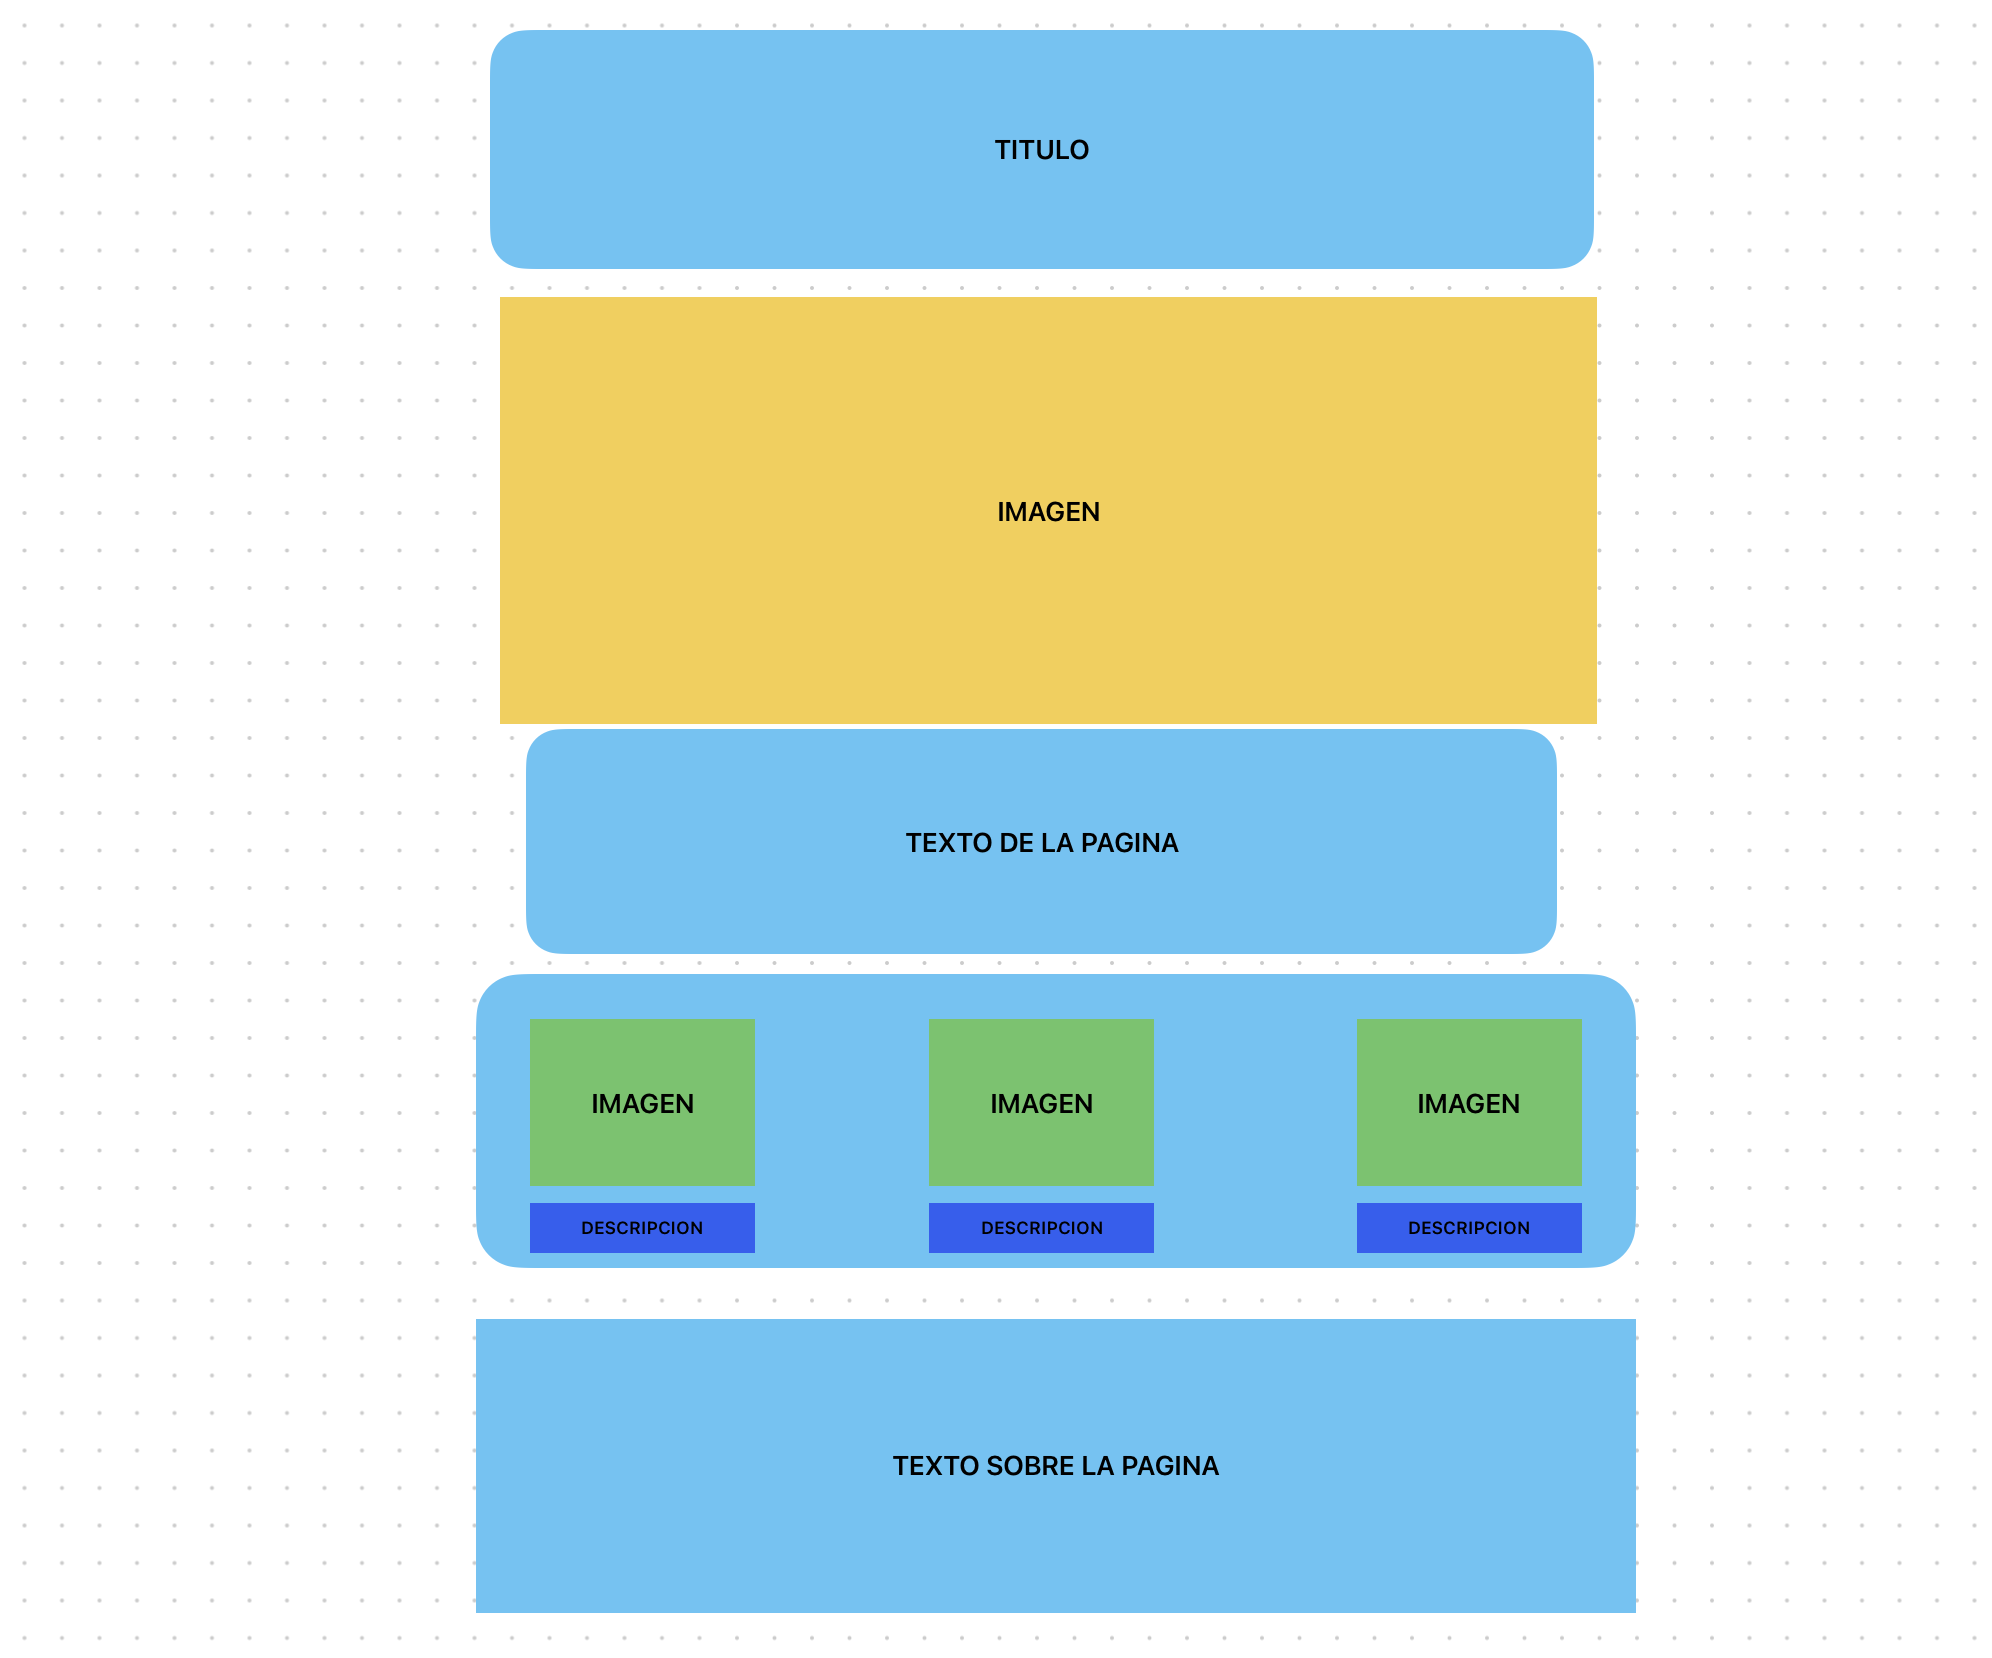 TITULO
IMAGEN
TEXTO DE LA PAGINA
IMAGEN
IMAGEN
IMAGEN
DESCRIPCION
DESCRIPCION
DESCRIPCION
TEXTO SOBRE LA PAGINA